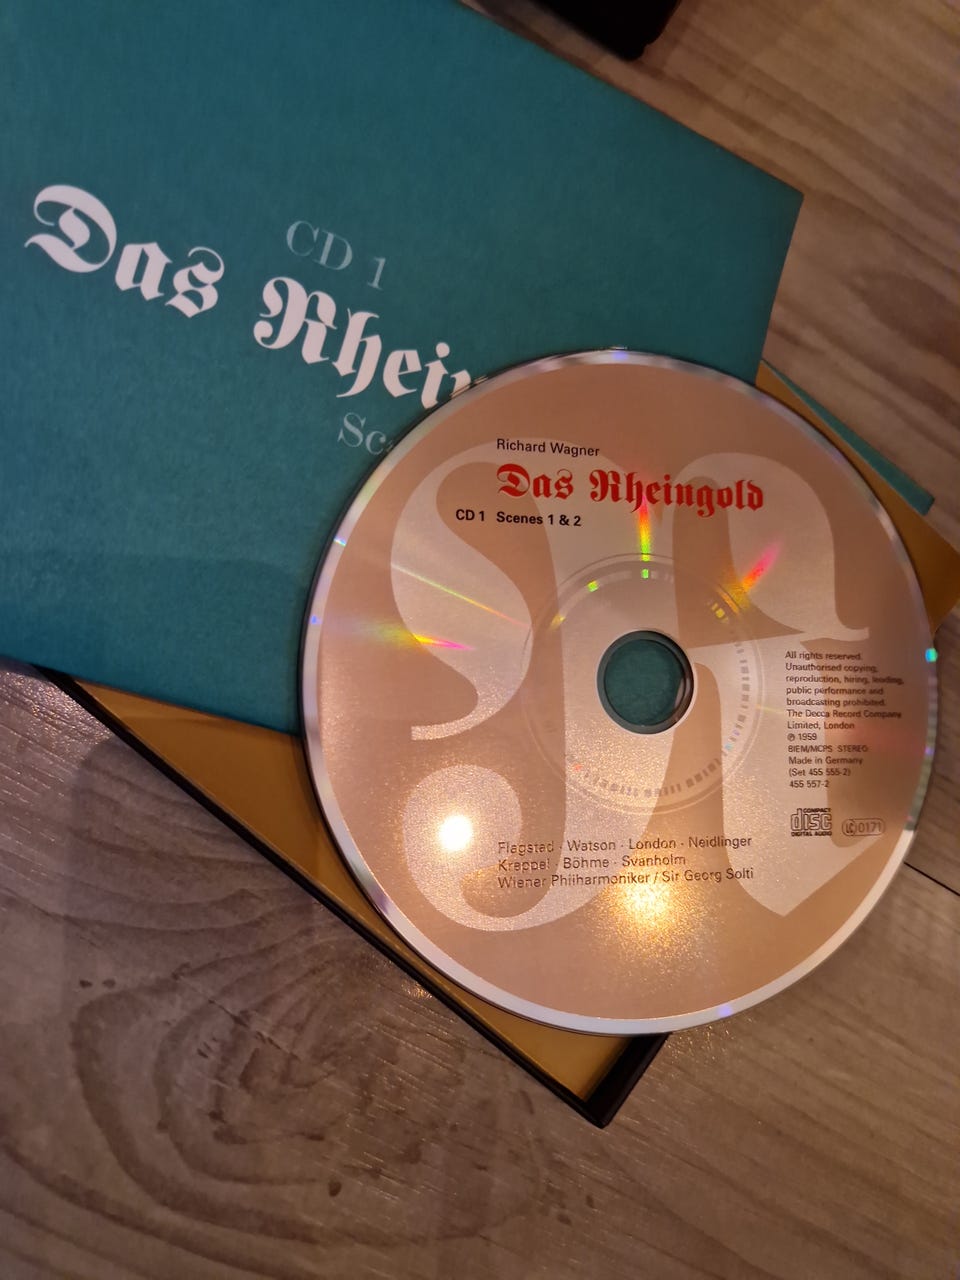 CD 1
Das Rhein
Sc
Richard Wagner
Das Rheingold
CD 1 Scenes 1 & 2
All rights reserved.
Unauthorised copying,
reproduction, hiring, lending,
public performance and
broadcasting prohibited.
The Decca Record Company
Limited, London
℗ 1959
BIEM/MCPS STEREO
Made in Germany
(Set 455 555-2)
455 557-2
COMPACT
disc
DIGITAL AUDIO
LC 0171
Flagstad · Watson · London · Neidlinger
Kreppel · Böhme · Svanholm
Wiener Philharmoniker / Sir Georg Solti